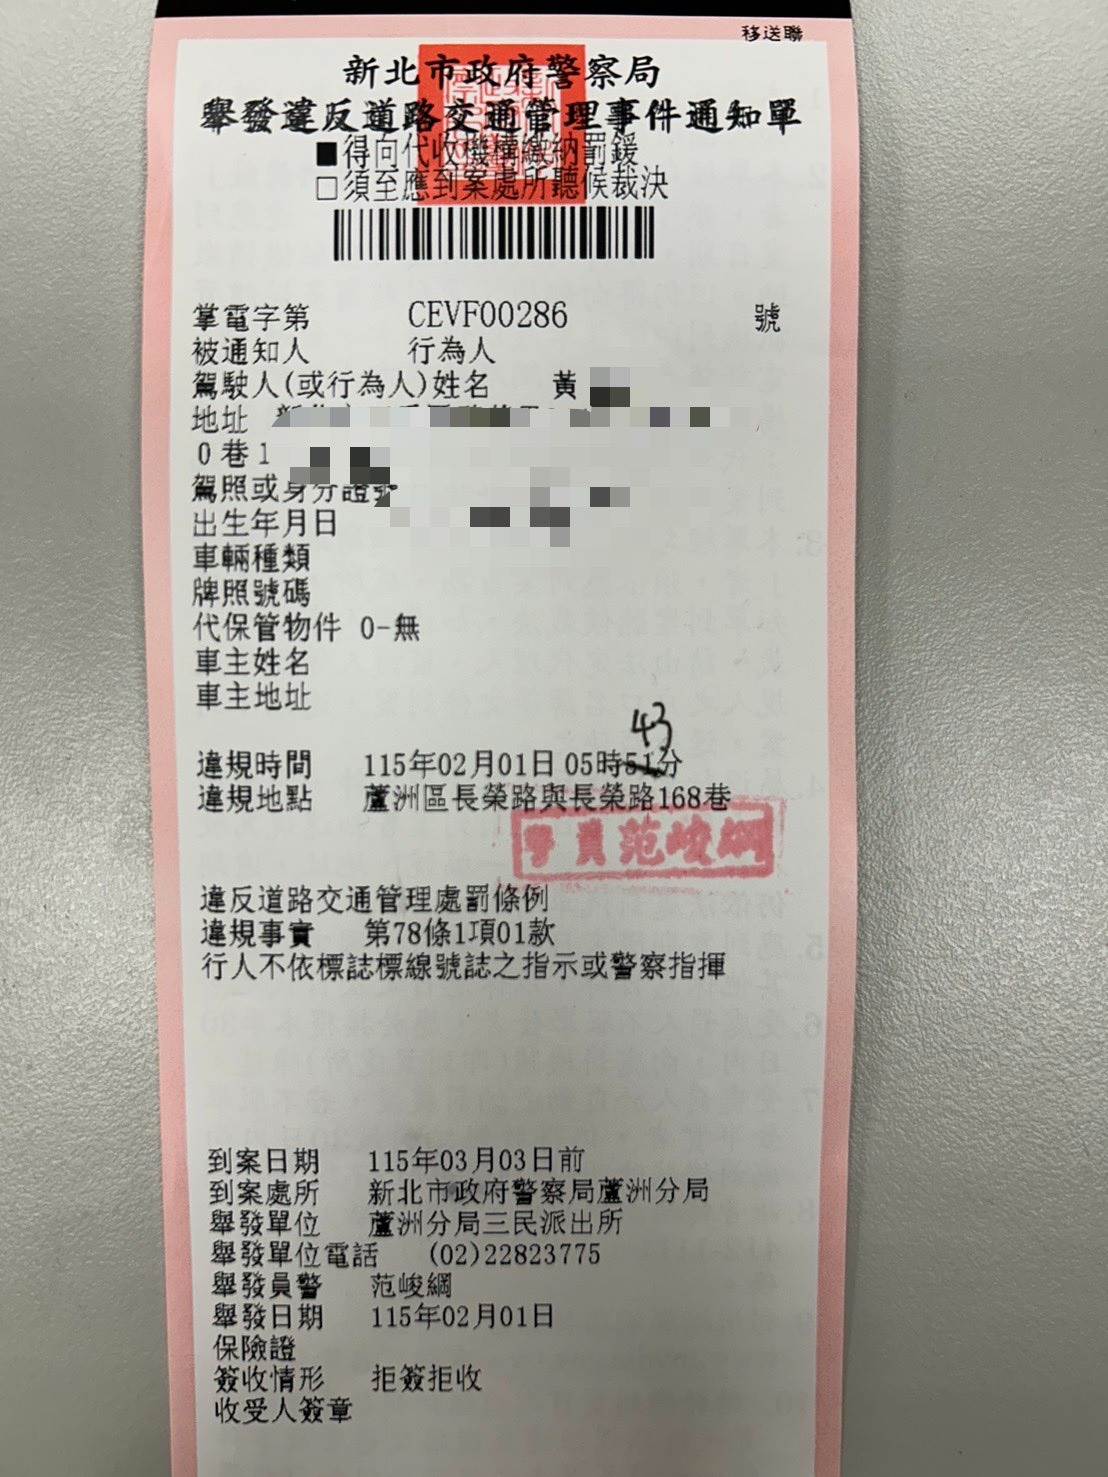 移送聯
新北市政府警察局
舉發違反道路交通管理事件通知單
■得向代收機構繳納罰鍰
□須至應到案處所聽候裁決
掌電字第 CEVF00286 號
被通知人 行為人
駕駛人(或行為人)姓名 黃
地址
0巷1
駕照或身分證號
出生年月日
車輛種類
牌照號碼
代保管物件 0-無
車主姓名
車主地址
43
違規時間 115年02月01日05時51分
違規地點 蘆洲區長榮路與長榮路168巷
警員范峻綱
違反道路交通管理處罰條例
違規事實 第78條1項01款
行人不依標誌標線號誌之指示或警察指揮
到案日期 115年03月03日前
到案處所 新北市政府警察局蘆洲分局
舉發單位 蘆洲分局三民派出所
舉發單位電話 (02)22823775
舉發員警 范峻綱
舉發日期 115年02月01日
保險證
簽收情形 拒簽拒收
收受人簽章